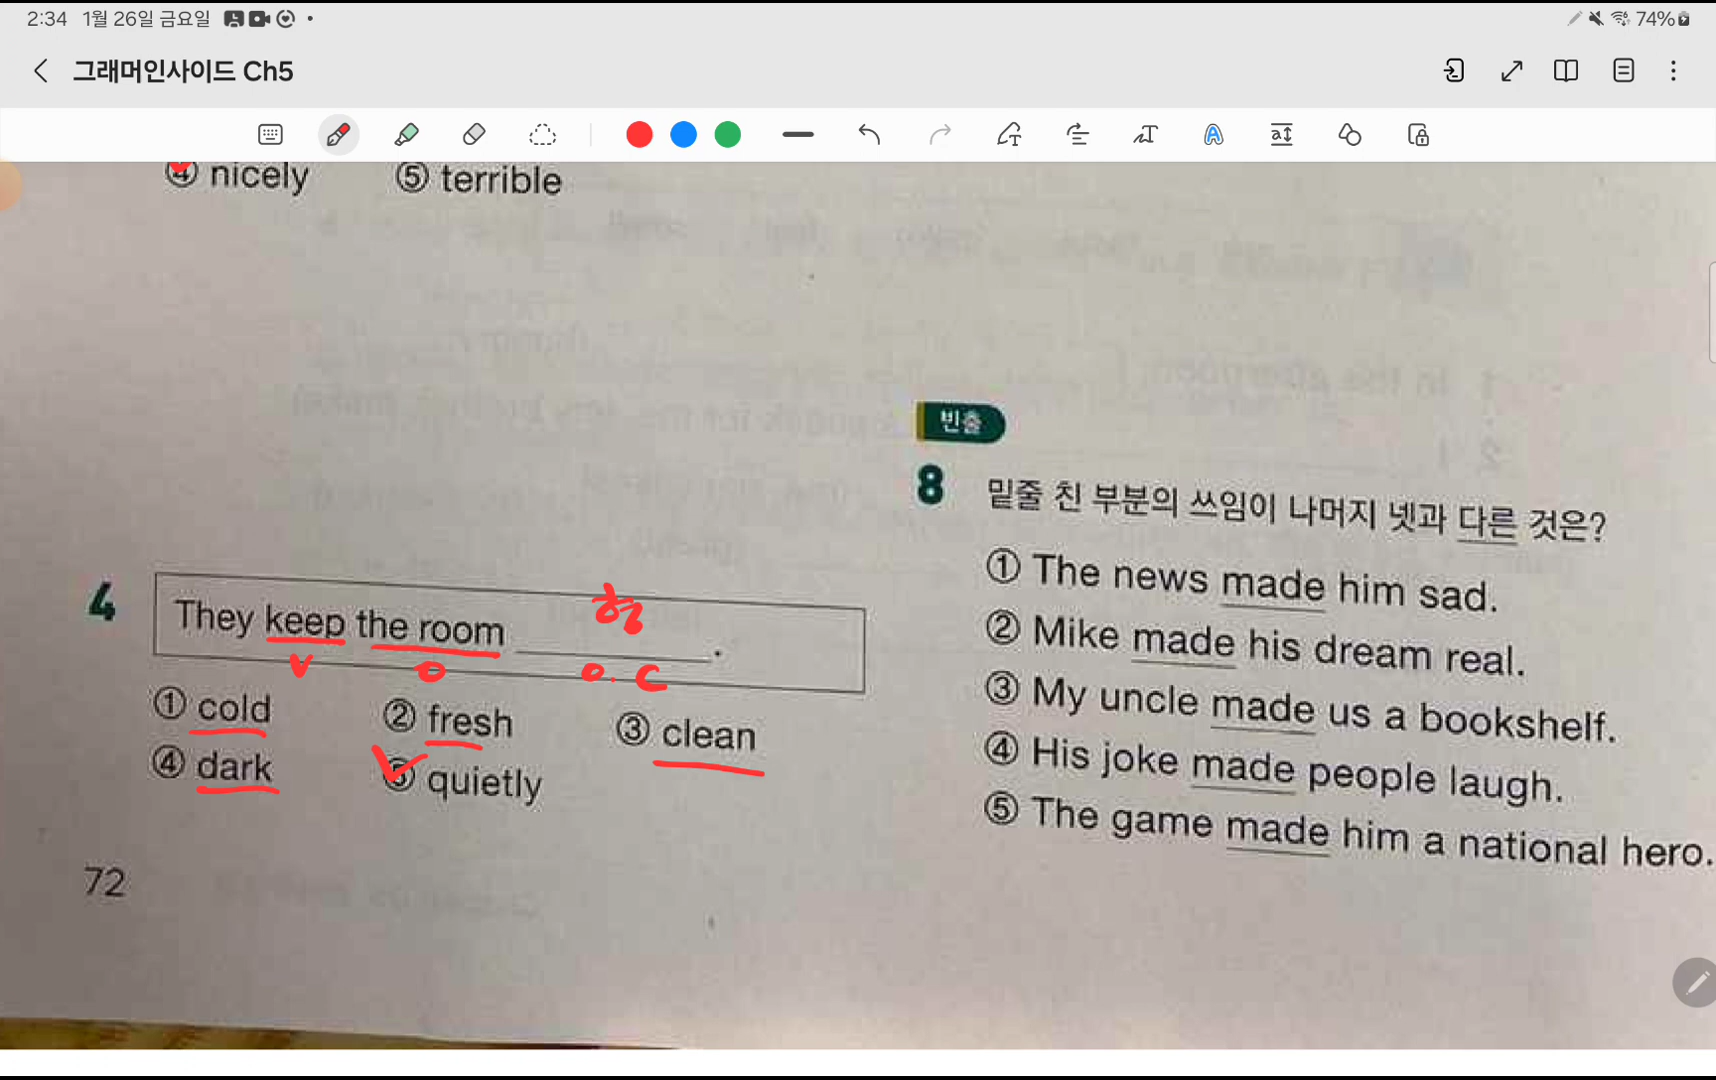 2:34 1월 26일 금요일
74%
그래머인사이드 Ch5
④ nicely ⑤ terrible
4 They keep the room ________. 형
v o o.c
① cold ② fresh ③ clean
④ dark ⑤ quietly
72
빈출
8 밑줄 친 부분의 쓰임이 나머지 넷과 다른 것은?
① The news made him sad.
② Mike made his dream real.
③ My uncle made us a bookshelf.
④ His joke made people laugh.
⑤ The game made him a national hero.